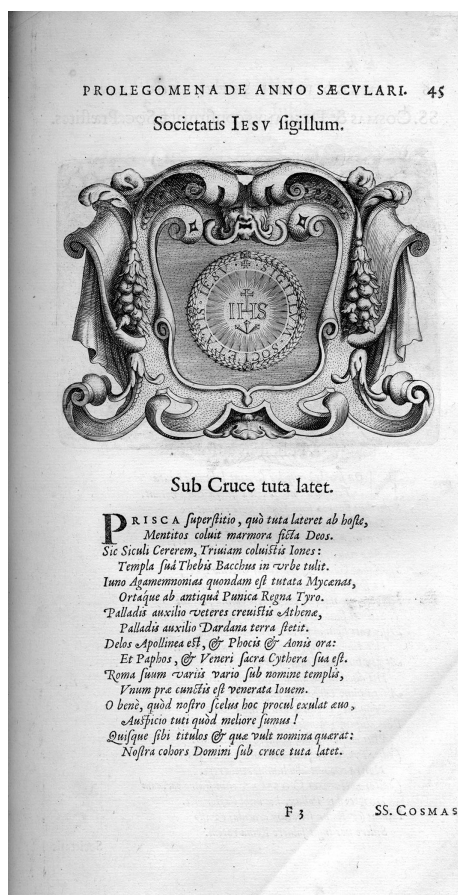 PROLEGOMENA DE ANNO SÆCULARI. 45
Societatis IESV ſigillum.
SIGILLUM · SOCIETATIS · IESV ·
IHS
Sub Cruce tuta latet.
PRISCA ſuperſtitio, quò tuta lateret ab hoſte,
Mentitos coluit marmora ficta Deos.
Sic Siculi Cererem, Triuiam coluiſtis Iones:
Templa ſuâ Thebis Bacchus in vrbe tulit.
Iuno Agamemnonias quondam eſt tutata Mycænas,
Ortáque ab antiquâ Punica Regna Tyro.
Palladis auxilio veteres creuiſtis Athenæ,
Palladis auxilio Dardana terra ſtetit.
Delos Apollinea eſt, & Phocis & Aonis ora:
Et Paphos, & Veneri ſacra Cythera ſua eſt.
Roma ſuum variis vario ſub nomine templis,
Vnum præ cunctis eſt venerata Iouem.
O benè, quòd noſtro ſcelus hoc procul exulat æuo,
Auſpicio tuti quòd meliore ſumus!
Quiſque ſibi titulos & quæ vult nomina quærat:
Noſtra cohors Domini ſub cruce tuta latet.
F 3 SS. COSMAS